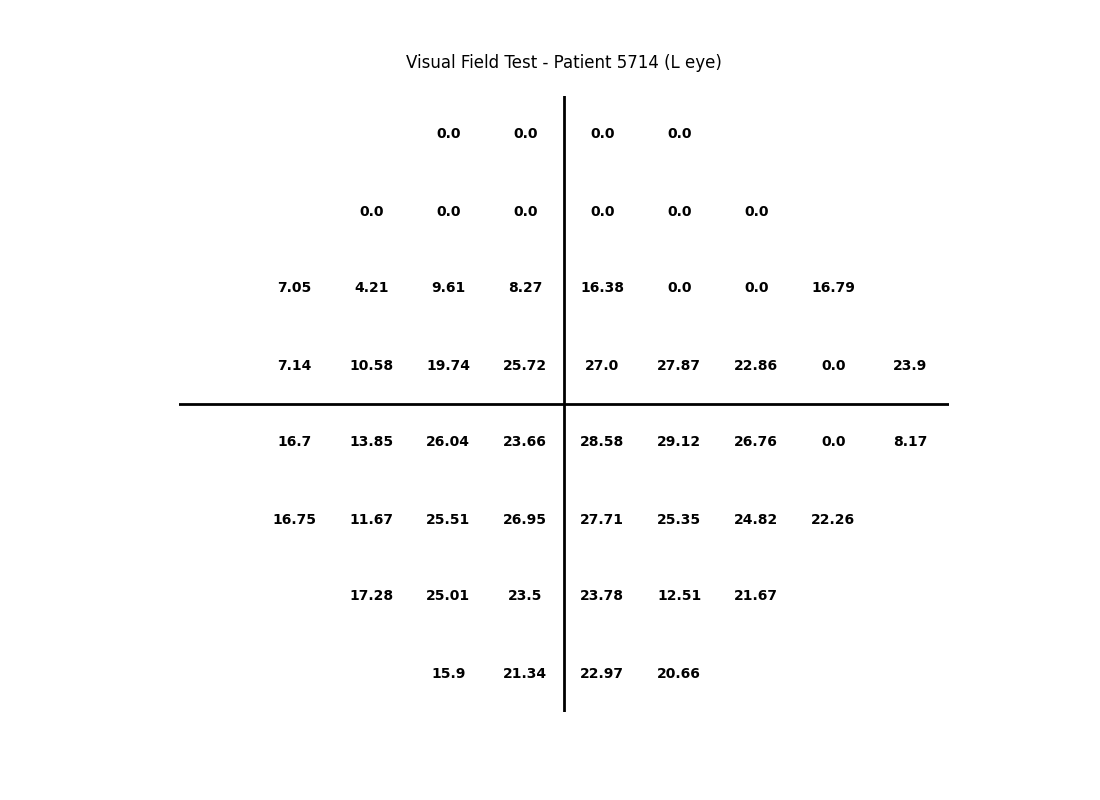 Visual Field Test - Patient 5714 (L eye)
0.0 0.0 0.0 0.0
0.0 0.0 0.0 0.0 0.0 0.0
7.05 4.21 9.61 8.27 16.38 0.0 0.0 16.79
7.14 10.58 19.74 25.72 27.0 27.87 22.86 0.0 23.9
16.7 13.85 26.04 23.66 28.58 29.12 26.76 0.0 8.17
16.75 11.67 25.51 26.95 27.71 25.35 24.82 22.26
17.28 25.01 23.5 23.78 12.51 21.67
15.9 21.34 22.97 20.66